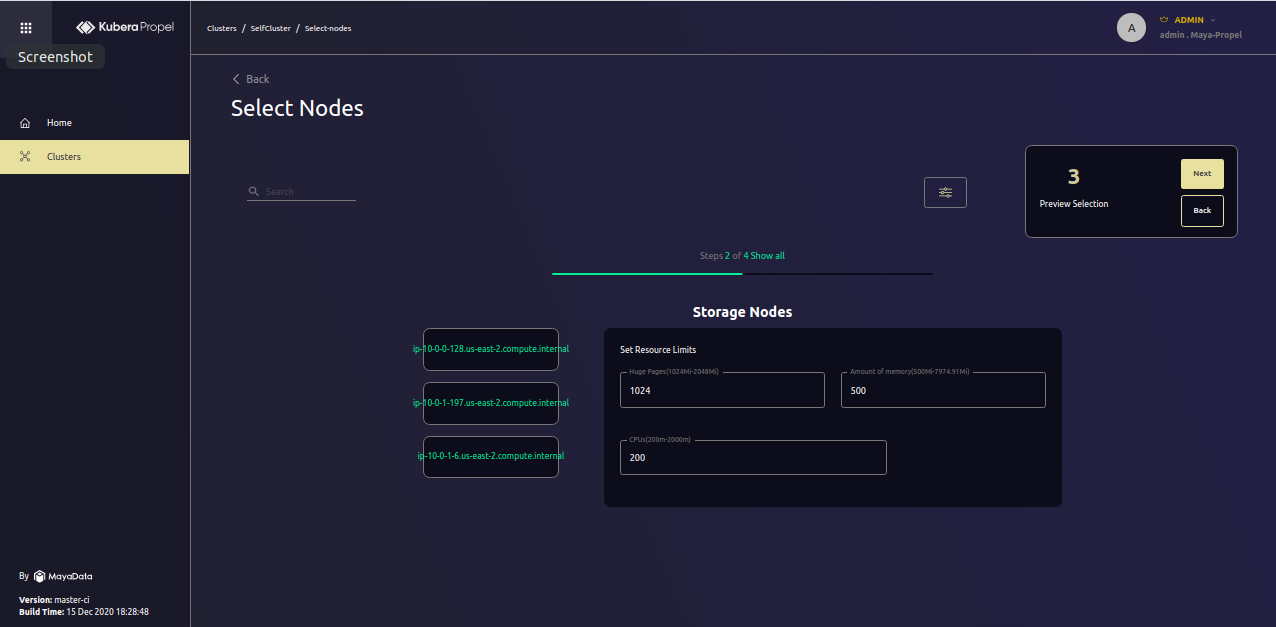 Kubera Propel
Clusters / SelfCluster / Select-nodes
A
ADMIN
admin . Maya-Propel
Screenshot
Back
Select Nodes
Home
Clusters
Search
3
Preview Selection
Next
Back
Steps 2 of 4 Show all
Storage Nodes
ip-10-0-0-128.us-east-2.compute.internal
ip-10-0-1-197.us-east-2.compute.internal
ip-10-0-1-6.us-east-2.compute.internal
Set Resource Limits
Huge Pages(1024Mi-2048Mi)
1024
Amount of memory(500Mi-7974.91Mi)
500
CPUs(200m-2000m)
200
By MayaData
Version: master-ci
Build Time: 15 Dec 2020 18:28:48